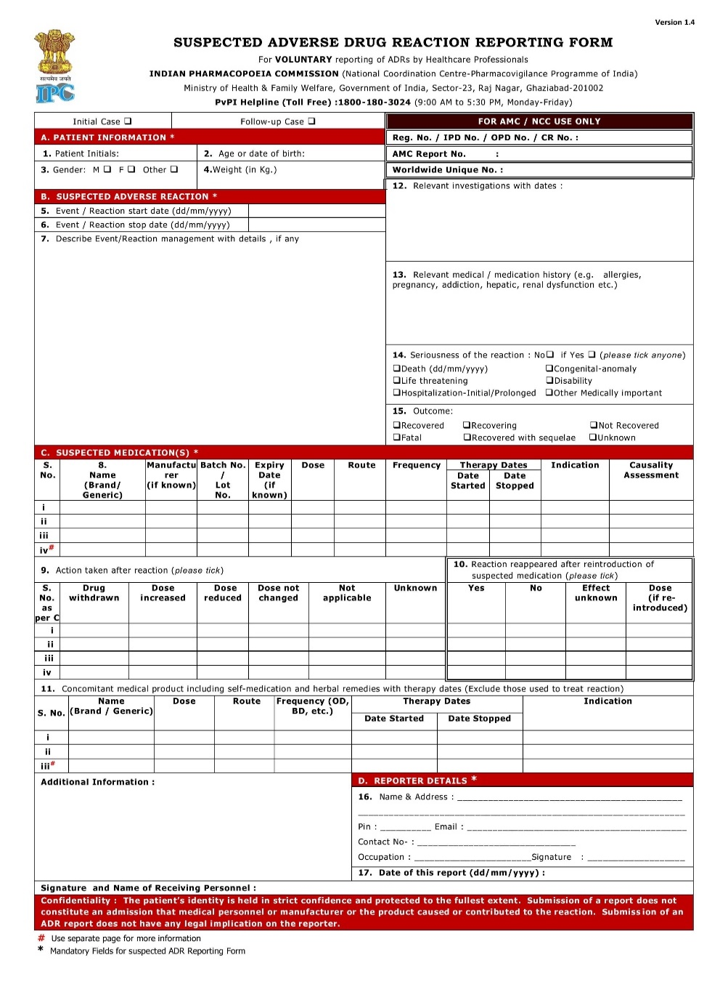 Version 1.4
SUSPECTED ADVERSE DRUG REACTION REPORTING FORM
For VOLUNTARY reporting of ADRs by Healthcare Professionals
INDIAN PHARMACOPOEIA COMMISSION (National Coordination Centre-Pharmacovigilance Programme of India)
Ministry of Health & Family Welfare, Government of India, Sector-23, Raj Nagar, Ghaziabad-201002
PvPI Helpline (Toll Free) :1800-180-3024 (9:00 AM to 5:30 PM, Monday-Friday)
सत्यमेव जयते
IPC
Initial Case ❑ Follow-up Case ❑
A. PATIENT INFORMATION *
1. Patient Initials: 2. Age or date of birth:
3. Gender: M ❑ F ❑ Other ❑ 4.Weight (in Kg.)
B. SUSPECTED ADVERSE REACTION *
5. Event / Reaction start date (dd/mm/yyyy)
6. Event / Reaction stop date (dd/mm/yyyy)
7. Describe Event/Reaction management with details , if any
FOR AMC / NCC USE ONLY
Reg. No. / IPD No. / OPD No. / CR No. :
AMC Report No. :
Worldwide Unique No. :
12. Relevant investigations with dates :
13. Relevant medical / medication history (e.g. allergies,
pregnancy, addiction, hepatic, renal dysfunction etc.)
14. Seriousness of the reaction : No❑ if Yes ❑ (please tick anyone)
❑Death (dd/mm/yyyy) ❑Congenital-anomaly
❑Life threatening ❑Disability
❑Hospitalization-Initial/Prolonged ❑Other Medically important
15. Outcome:
❑Recovered ❑Recovering ❑Not Recovered
❑Fatal ❑Recovered with sequelae ❑Unknown
C. SUSPECTED MEDICATION(S) *
S. 8. Manufactu Batch No. Expiry Dose Route Frequency Therapy Dates Indication Causality
No. Name rer / Date Date Date Assessment
(Brand/ (if known) Lot (if Started Stopped
Generic) No. known)
i
ii
iii
iv#
9. Action taken after reaction (please tick)
10. Reaction reappeared after reintroduction of
suspected medication (please tick)
S. Drug Dose Dose Dose not Not Unknown Yes No Effect Dose
No. withdrawn increased reduced changed applicable unknown (if re-
as introduced)
per C
i
ii
iii
iv
11. Concomitant medical product including self-medication and herbal remedies with therapy dates (Exclude those used to treat reaction)
Name Dose Route Frequency (OD, Therapy Dates Indication
S. No. (Brand / Generic) BD, etc.)
Date Started Date Stopped
i
ii
iii#
Additional Information :
D. REPORTER DETAILS *
16. Name & Address : ____________________________________________
________________________________________________________________
Pin : __________ Email : ___________________________________________
Contact No- : _______________________________
Occupation : _______________________Signature : ___________________
17. Date of this report (dd/mm/yyyy) :
Signature and Name of Receiving Personnel :
Confidentiality : The patient's identity is held in strict confidence and protected to the fullest extent. Submission of a report does not
constitute an admission that medical personnel or manufacturer or the product caused or contributed to the reaction. Submission of an
ADR report does not have any legal implication on the reporter.
# Use separate page for more information
* Mandatory Fields for suspected ADR Reporting Form